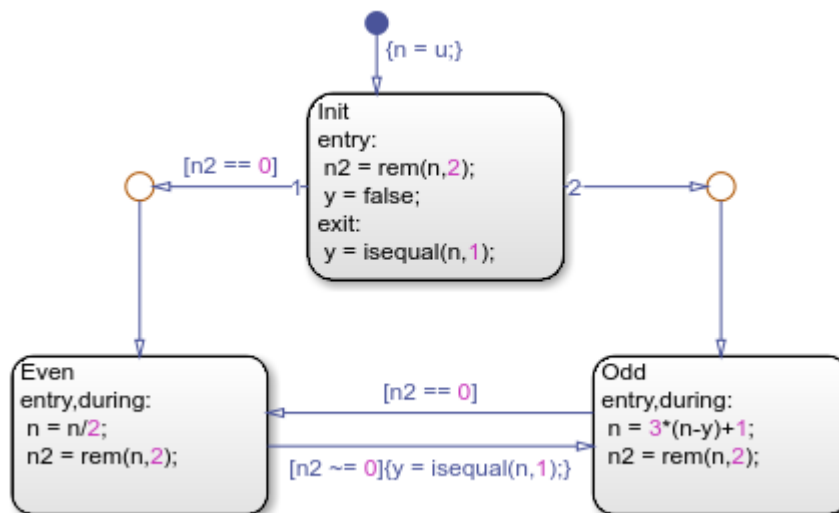 {n = u;}
Init
entry:
n2 = rem(n,2);
y = false;
exit:
y = isequal(n,1);
[n2 == 0]
1
2
Even
entry,during:
n = n/2;
n2 = rem(n,2);
[n2 == 0]
[n2 ~= 0]{y = isequal(n,1);}
Odd
entry,during:
n = 3*(n-y)+1;
n2 = rem(n,2);